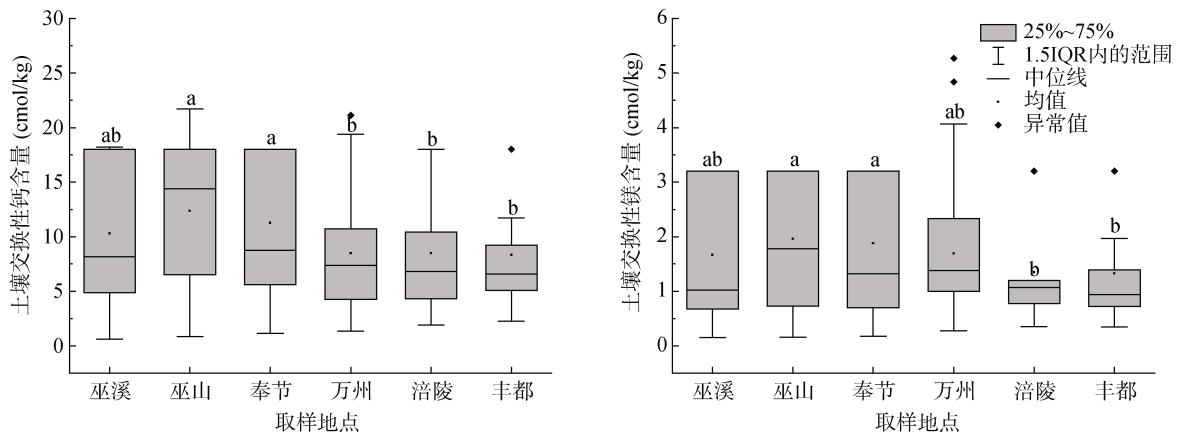 土壤交换性钙含量 (cmol/kg)
30
25
20
15
10
5
0
ab
a
a
b
b
b
巫溪
巫山
奉节
万州
涪陵
丰都
取样地点
土壤交换性镁含量 (cmol/kg)
6
5
4
3
2
1
0
25%~75%
1.5IQR内的范围
中位线
均值
异常值
ab
a
a
ab
b
b
巫溪
巫山
奉节
万州
涪陵
丰都
取样地点